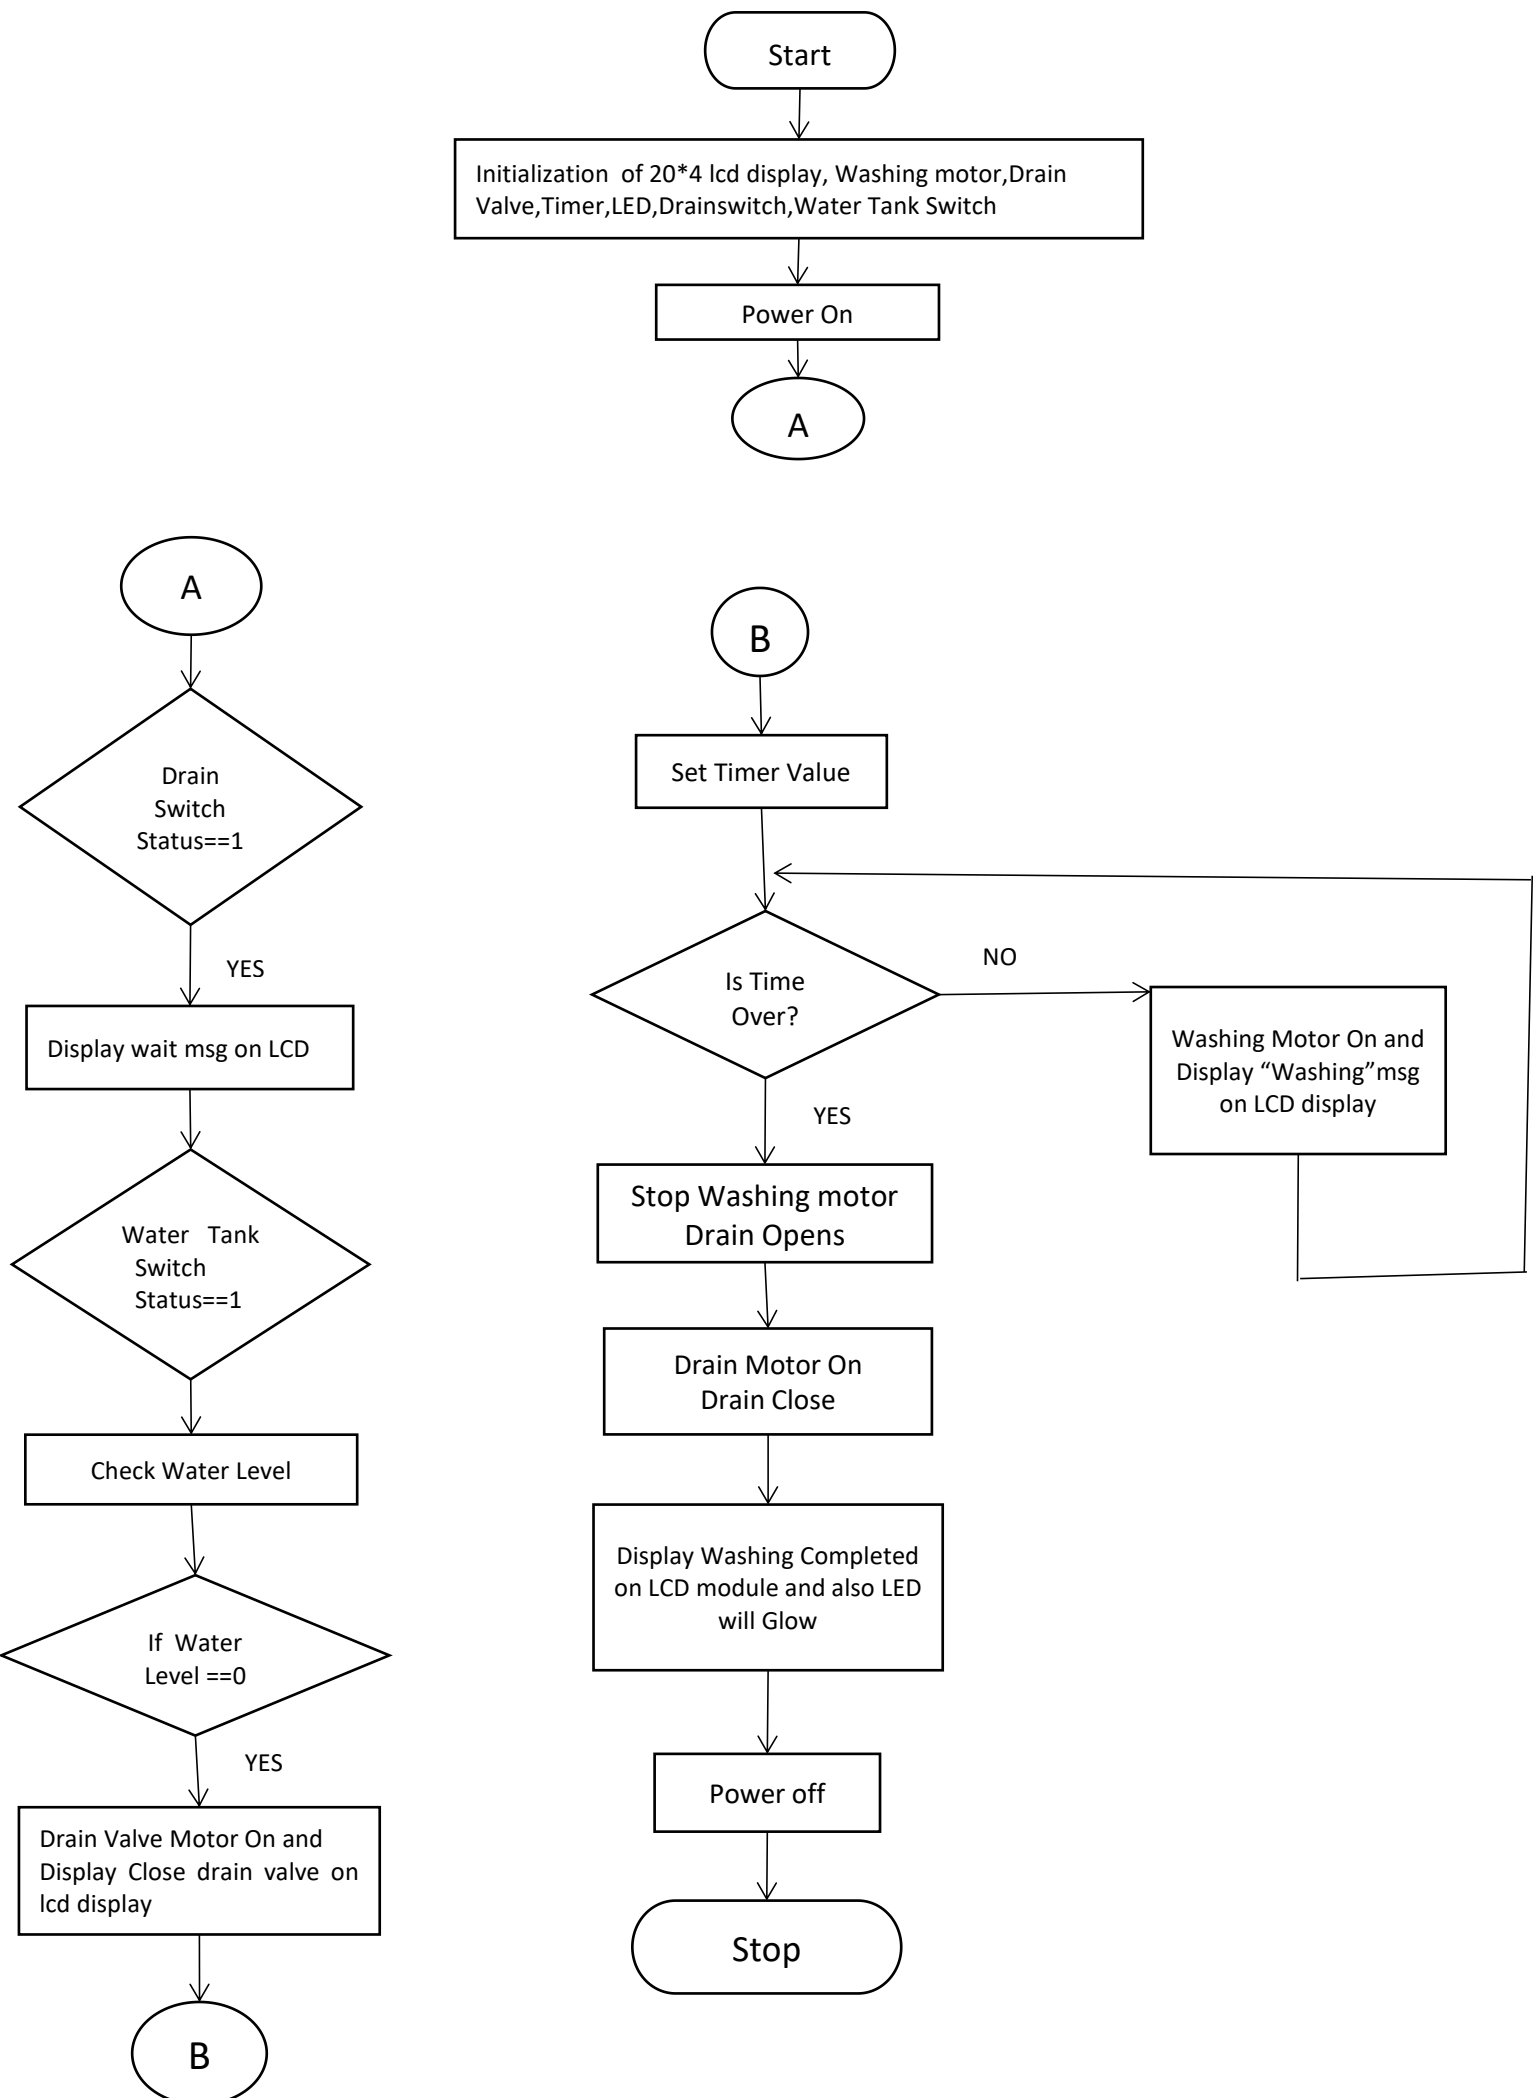 Start
Initialization of 20*4 lcd display, Washing motor,Drain
Valve,Timer,LED,Drainswitch,Water Tank Switch
Power On
A
A
Drain
Switch
Status==1
YES
Display wait msg on LCD
Water Tank
Switch
Status==1
Check Water Level
If Water
Level ==0
YES
Drain Valve Motor On and
Display Close drain valve on
lcd display
B
B
Set Timer Value
Is Time
Over?
NO
Washing Motor On and
Display “Washing”msg
on LCD display
YES
Stop Washing motor
Drain Opens
Drain Motor On
Drain Close
Display Washing Completed
on LCD module and also LED
will Glow
Power off
Stop